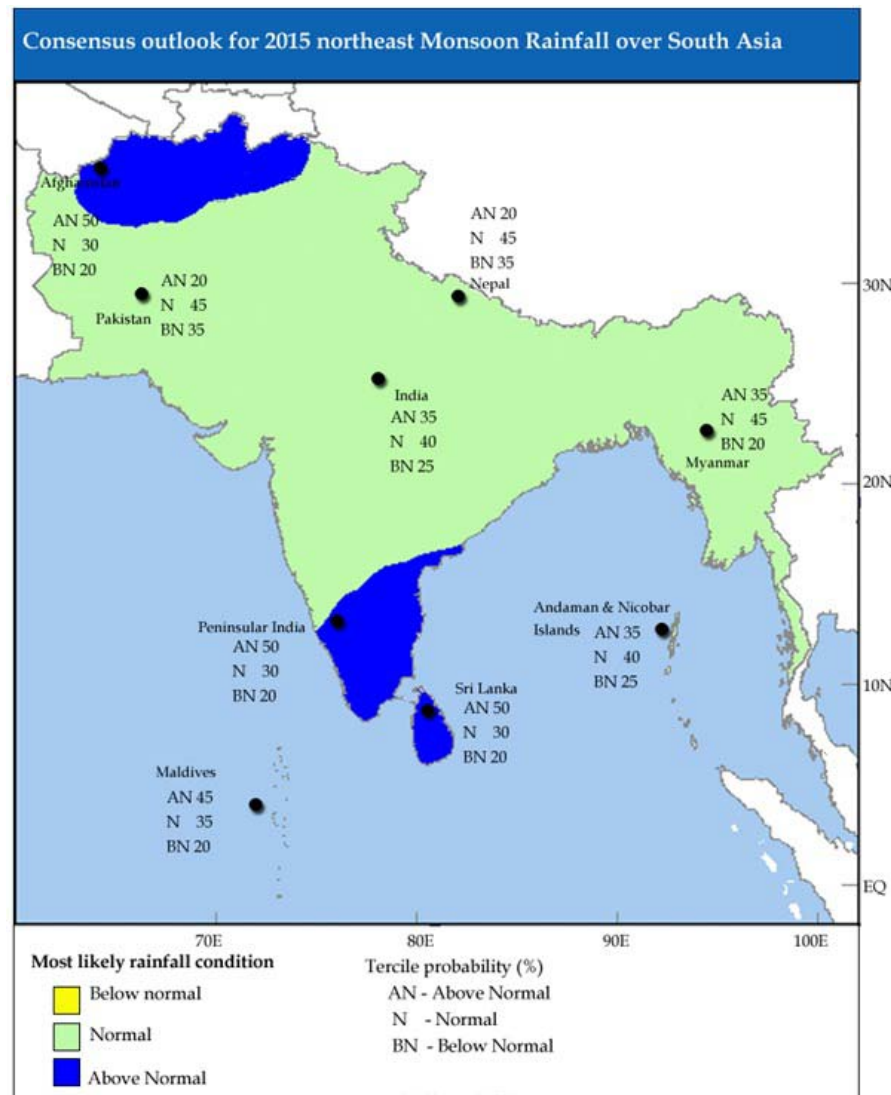 Consensus outlook for 2015 northeast Monsoon Rainfall over South Asia
Afghanistan
AN 50
N 30
BN 20
AN 20
N 45
BN 35
Pakistan
AN 20
N 45
BN 35
Nepal
India
AN 35
N 40
BN 25
AN 35
N 45
BN 20
Myanmar
Peninsular India
AN 50
N 30
BN 20
Sri Lanka
AN 50
N 30
BN 20
Andaman & Nicobar
Islands AN 35
N 40
BN 25
Maldives
AN 45
N 35
BN 20
30N
20N
10N
EQ
70E 80E 90E 100E
Most likely rainfall condition
Below normal
Normal
Above Normal
Tercile probability (%)
AN - Above Normal
N - Normal
BN - Below Normal